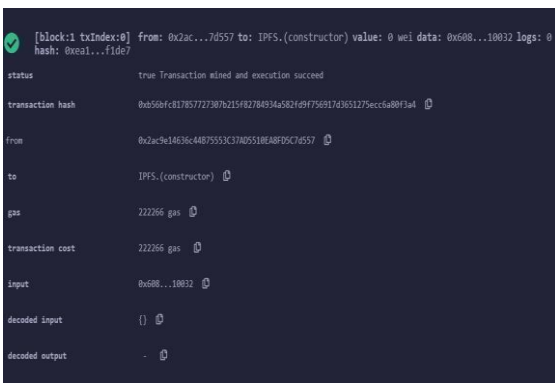 [block:1 txIndex:0] from: 0x2ac...7d557 to: IPFS.(constructor) value: 0 wei data: 0x608...10032 logs: 0
hash: 0xea1...f1de7
status true Transaction mined and execution succeed
transaction hash 0xb56bfc817857727307b215f82784934a582fd9f756917d3651275ecc6a80f3a4
from 0x2ac9e14636c44B75553C37AD5510EA8FD5C7d557
to IPFS.(constructor)
gas 222266 gas
transaction cost 222266 gas
input 0x608...10032
decoded input {}
decoded output -